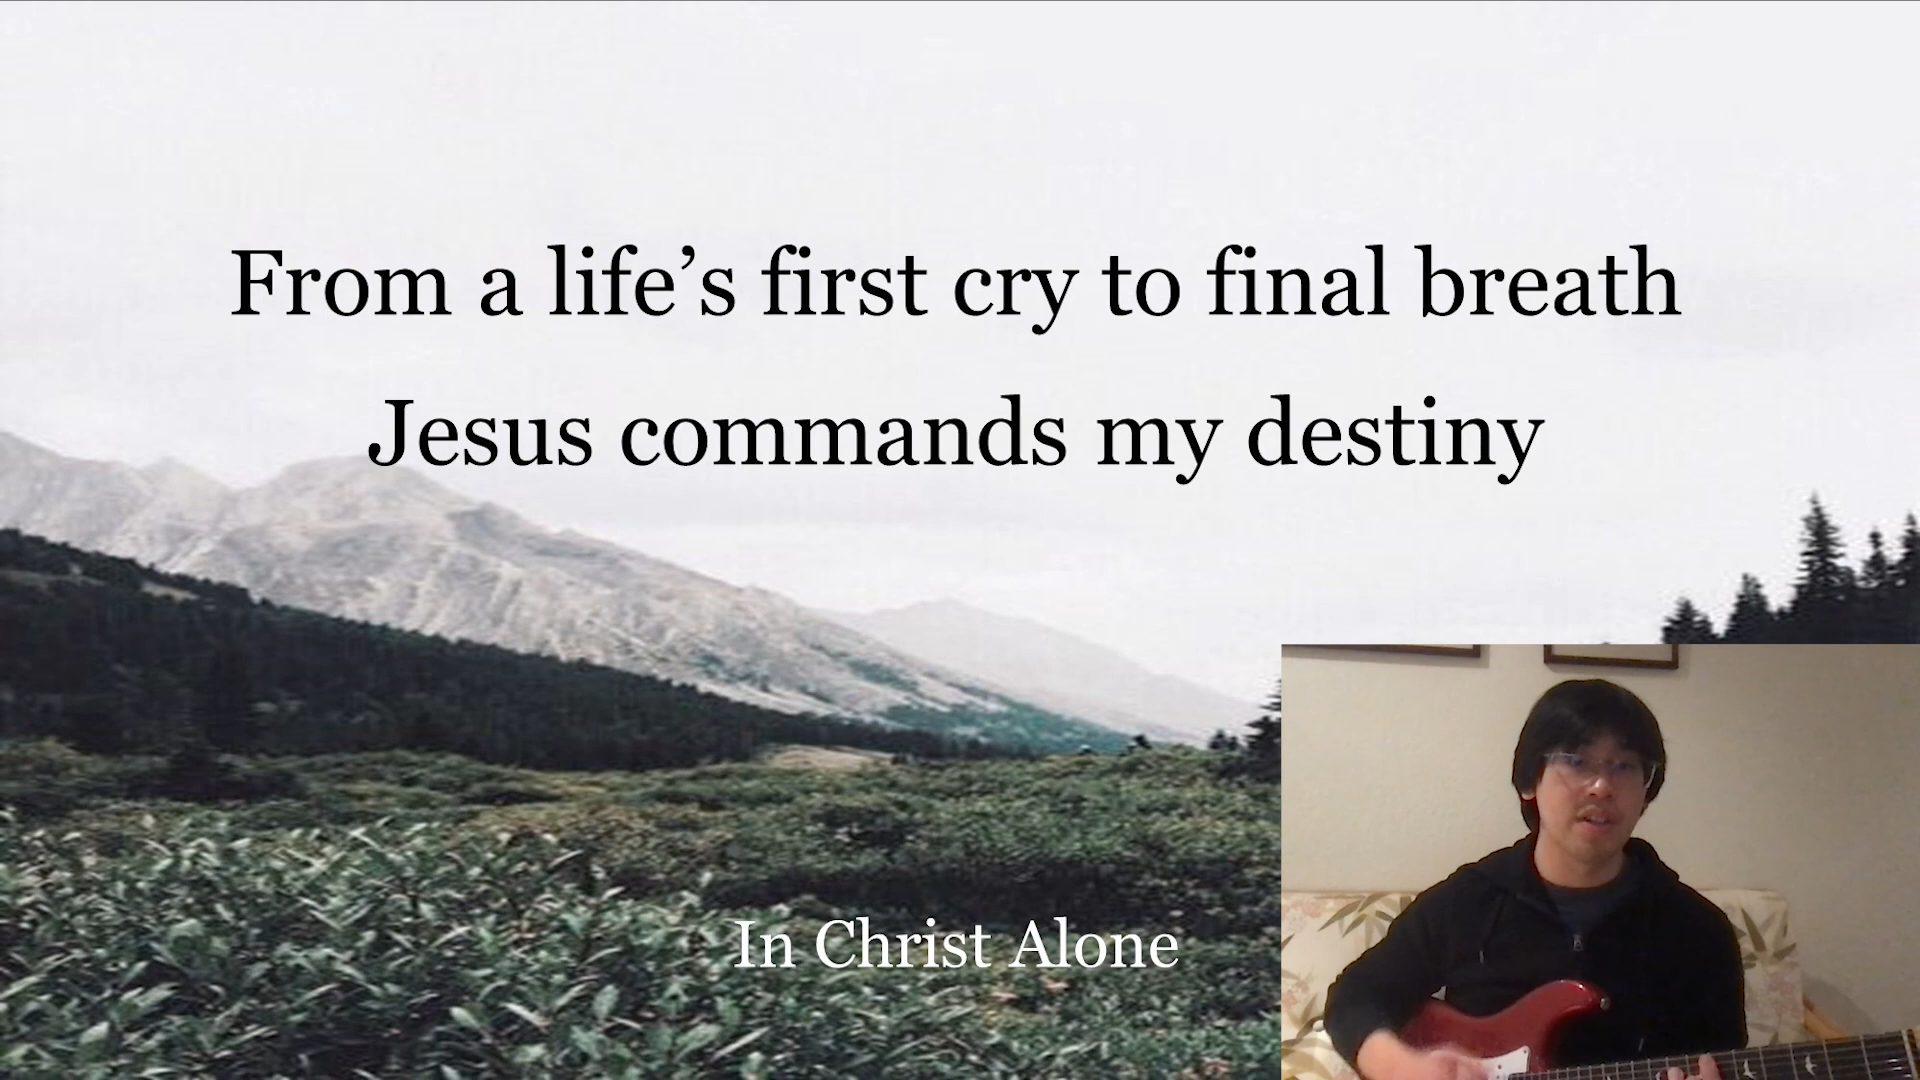 From a life’s first cry to final breath
Jesus commands my destiny
In Christ Alone